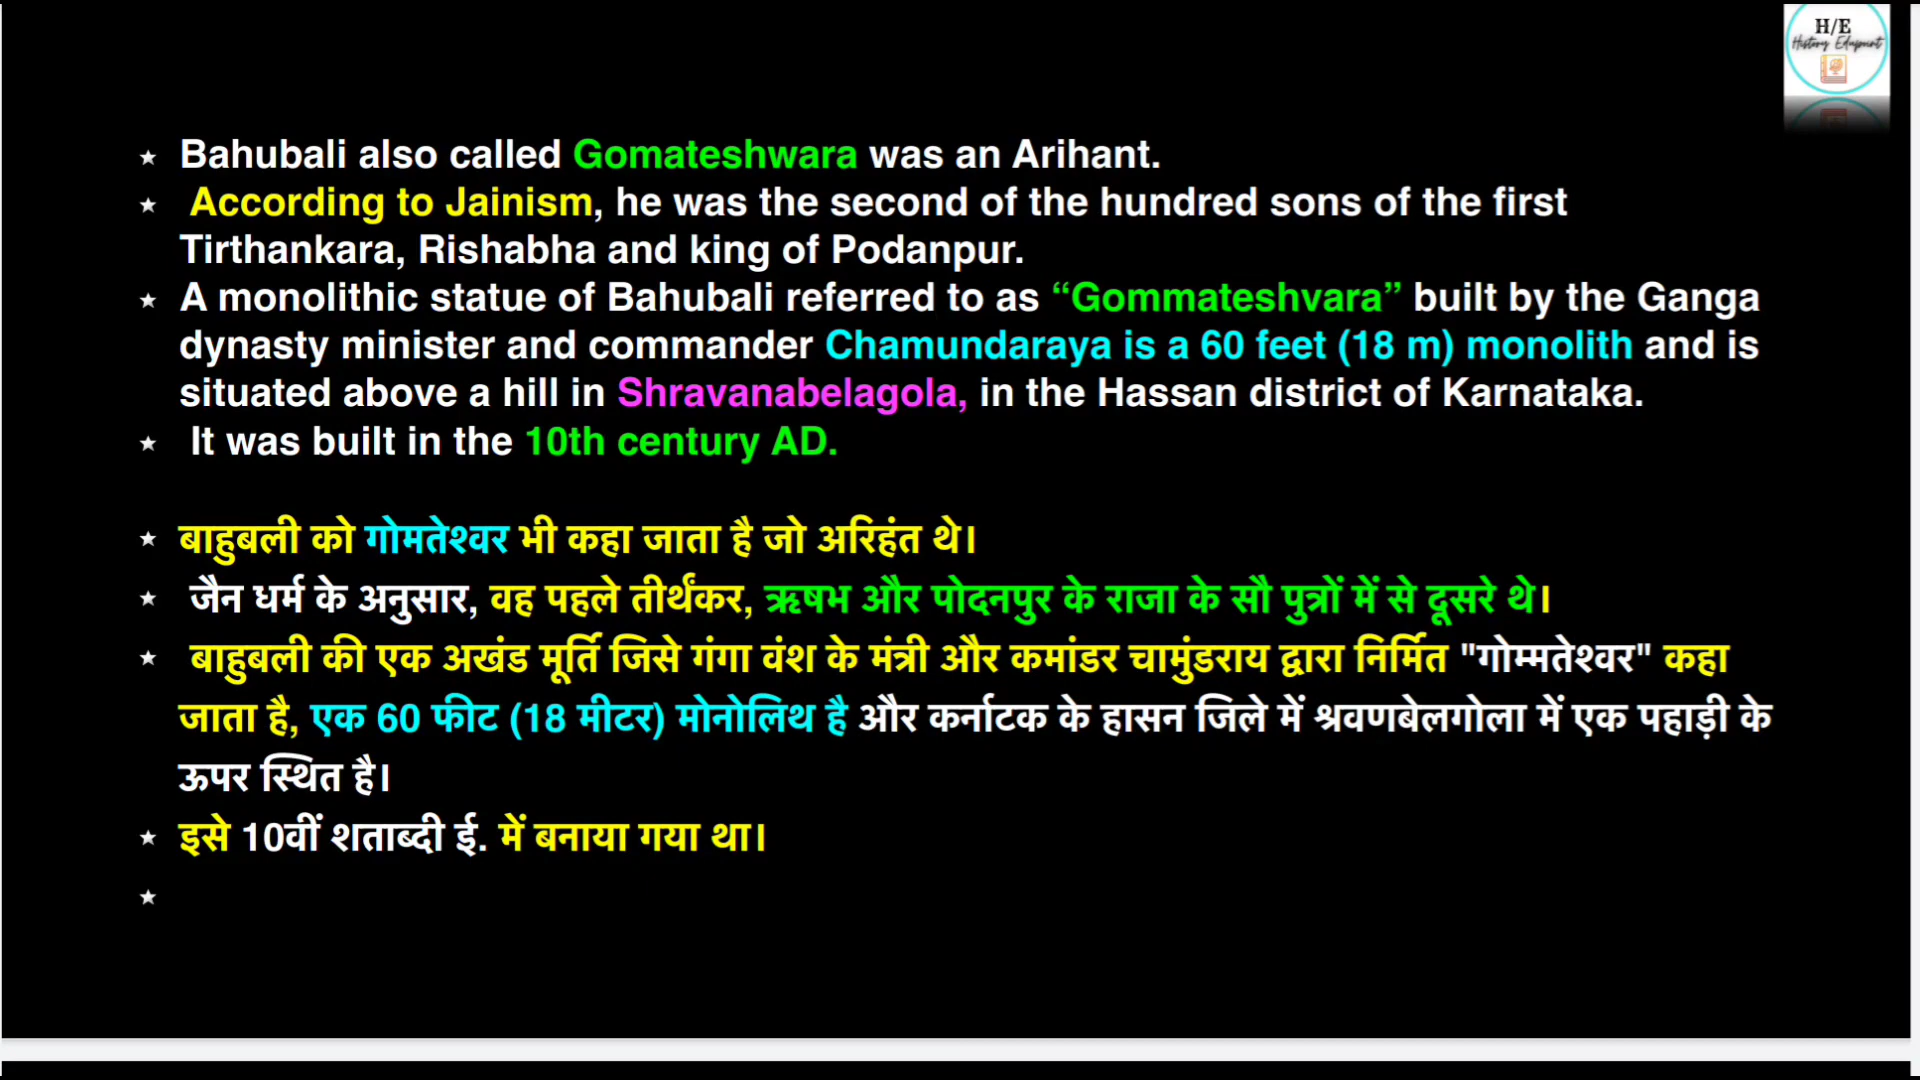 H/E
History Edupoint
★ Bahubali also called Gomateshwara was an Arihant.
★ According to Jainism, he was the second of the hundred sons of the first
Tirthankara, Rishabha and king of Podanpur.
★ A monolithic statue of Bahubali referred to as “Gommateshvara” built by the Ganga
dynasty minister and commander Chamundaraya is a 60 feet (18 m) monolith and is
situated above a hill in Shravanabelagola, in the Hassan district of Karnataka.
★ It was built in the 10th century AD.
★ बाहुबली को गोमतेश्वर भी कहा जाता है जो अरिहंत थे।
★ जैन धर्म के अनुसार, वह पहले तीर्थंकर, ऋषभ और पोदनपुर के राजा के सौ पुत्रों में से दूसरे थे।
★ बाहुबली की एक अखंड मूर्ति जिसे गंगा वंश के मंत्री और कमांडर चामुंडराय द्वारा निर्मित "गोम्मतेश्वर" कहा
जाता है, एक 60 फीट (18 मीटर) मोनोलिथ है और कर्नाटक के हासन जिले में श्रवणबेलगोला में एक पहाड़ी के
ऊपर स्थित है।
★ इसे 10वीं शताब्दी ई. में बनाया गया था।
★